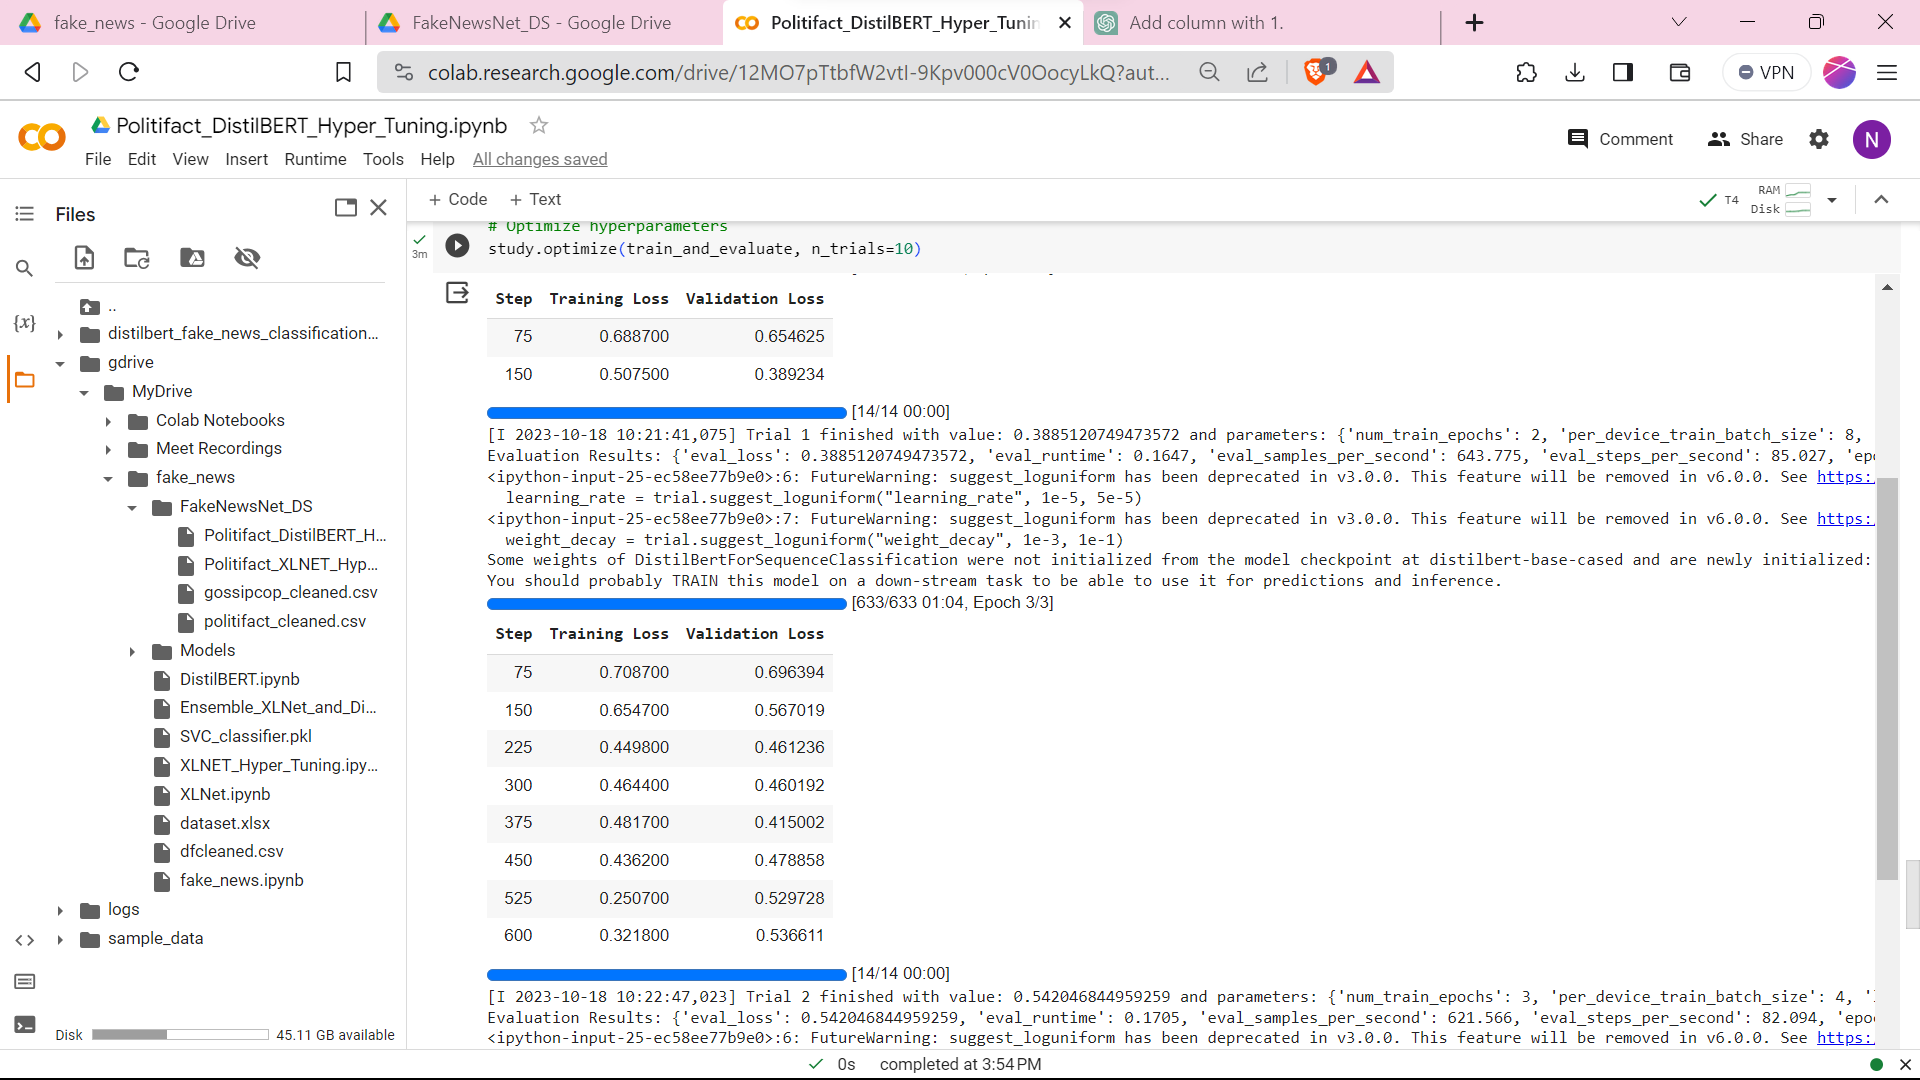 fake_news - Google Drive
FakeNewsNet_DS - Google Drive
Politifact_DistilBERT_Hyper_Tunin
Add column with 1.
colab.research.google.com/drive/12MO7pTtbfW2vtI-9Kpv000cV0OocyLkQ?aut...
1
VPN
Politifact_DistilBERT_Hyper_Tuning.ipynb
Comment
Share
N
File Edit View Insert Runtime Tools Help All changes saved
Files
+ Code + Text
T4
RAM
Disk
..
distilbert_fake_news_classification...
gdrive
MyDrive
Colab Notebooks
Meet Recordings
fake_news
FakeNewsNet_DS
Politifact_DistilBERT_H...
Politifact_XLNET_Hyp...
gossipcop_cleaned.csv
politifact_cleaned.csv
Models
DistilBERT.ipynb
Ensemble_XLNet_and_Di...
SVC_classifier.pkl
XLNET_Hyper_Tuning.ipy...
XLNet.ipynb
dataset.xlsx
dfcleaned.csv
fake_news.ipynb
logs
sample_data
Disk
45.11 GB available
3m
# Optimize hyperparameters
study.optimize(train_and_evaluate, n_trials=10)
Step Training Loss Validation Loss
75 0.688700 0.654625
150 0.507500 0.389234
[14/14 00:00]
[I 2023-10-18 10:21:41,075] Trial 1 finished with value: 0.3885120749473572 and parameters: {'num_train_epochs': 2, 'per_device_train_batch_size': 8,
Evaluation Results: {'eval_loss': 0.3885120749473572, 'eval_runtime': 0.1647, 'eval_samples_per_second': 643.775, 'eval_steps_per_second': 85.027, 'epo
<ipython-input-25-ec58ee77b9e0>:6: FutureWarning: suggest_loguniform has been deprecated in v3.0.0. This feature will be removed in v6.0.0. See https:
learning_rate = trial.suggest_loguniform("learning_rate", 1e-5, 5e-5)
<ipython-input-25-ec58ee77b9e0>:7: FutureWarning: suggest_loguniform has been deprecated in v3.0.0. This feature will be removed in v6.0.0. See https:
weight_decay = trial.suggest_loguniform("weight_decay", 1e-3, 1e-1)
Some weights of DistilBertForSequenceClassification were not initialized from the model checkpoint at distilbert-base-cased and are newly initialized:
You should probably TRAIN this model on a down-stream task to be able to use it for predictions and inference.
[633/633 01:04, Epoch 3/3]
Step Training Loss Validation Loss
75 0.708700 0.696394
150 0.654700 0.567019
225 0.449800 0.461236
300 0.464400 0.460192
375 0.481700 0.415002
450 0.436200 0.478858
525 0.250700 0.529728
600 0.321800 0.536611
[14/14 00:00]
[I 2023-10-18 10:22:47,023] Trial 2 finished with value: 0.542046844959259 and parameters: {'num_train_epochs': 3, 'per_device_train_batch_size': 4, '
Evaluation Results: {'eval_loss': 0.542046844959259, 'eval_runtime': 0.1705, 'eval_samples_per_second': 621.566, 'eval_steps_per_second': 82.094, 'epo
<ipython-input-25-ec58ee77b9e0>:6: FutureWarning: suggest_loguniform has been deprecated in v3.0.0. This feature will be removed in v6.0.0. See https:
0s completed at 3:54 PM